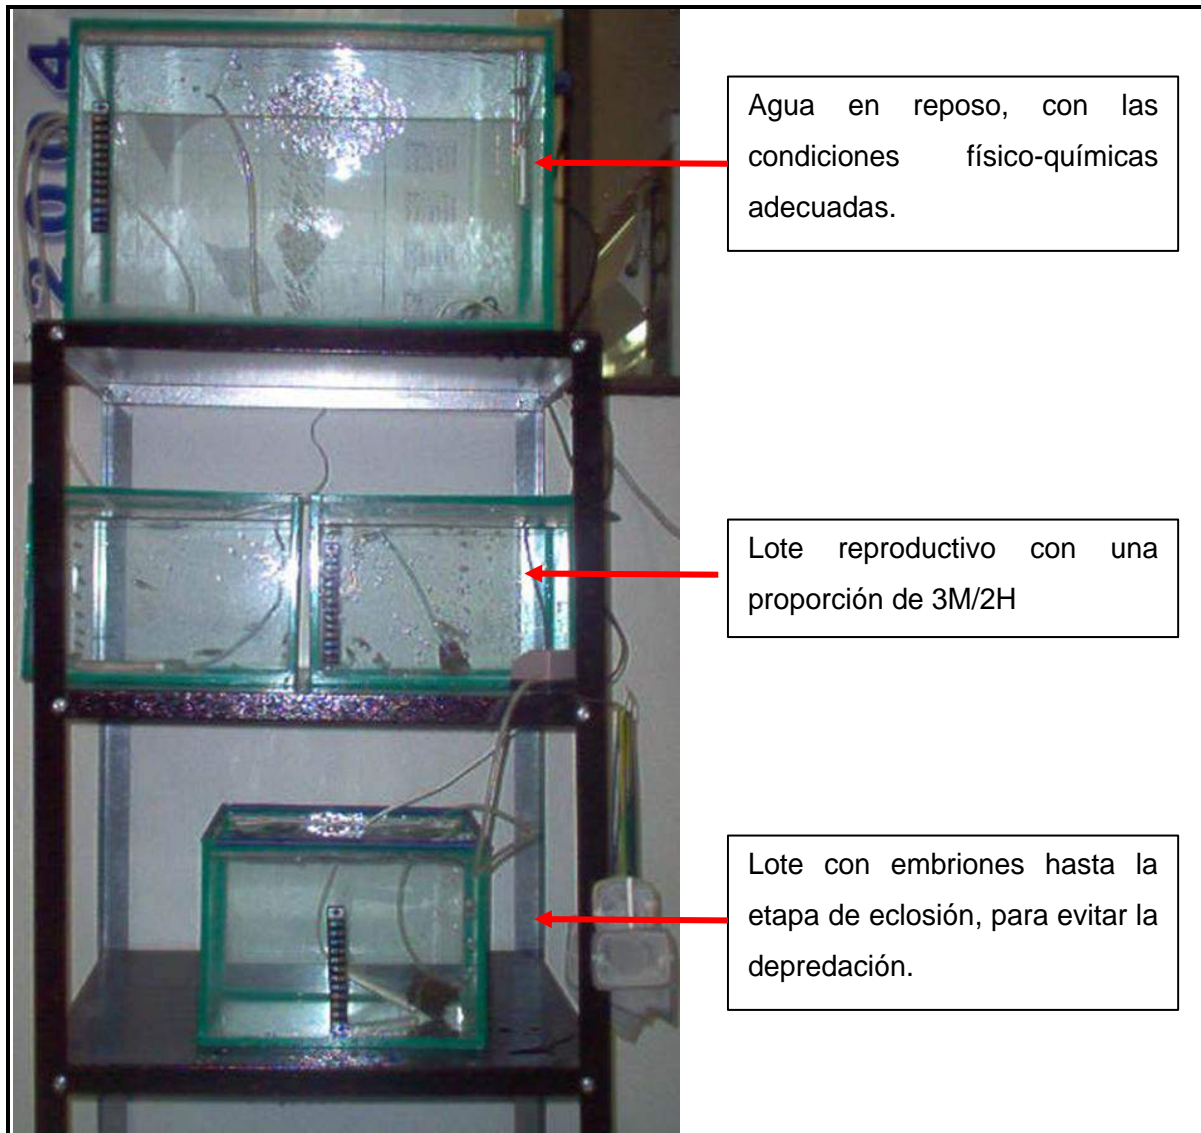 Agua en reposo, con las
condiciones físico-químicas
adecuadas.
Lote reproductivo con una
proporción de 3M/2H
Lote con embriones hasta la
etapa de eclosión, para evitar la
depredación.